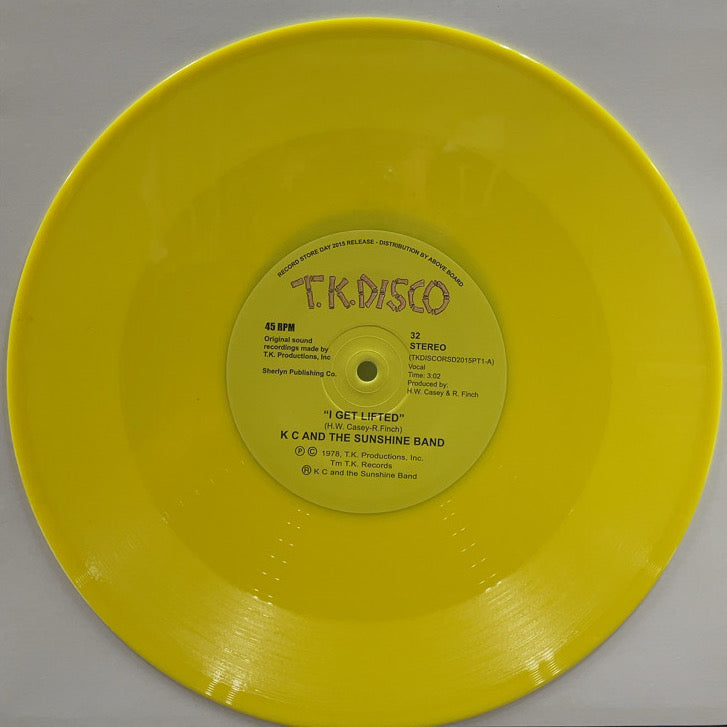 RECORD STORE DAY 2015 RELEASE - DISTRIBUTION BY ABOVE BOARD
T.K.DISCO
45 RPM
Original sound
recordings made by
T.K. Productions, Inc
Sherlyn Publishing Co.
32
STEREO
(TKDISCORSD2015PT1-A)
Vocal
Time: 3:02
Produced by:
H.W. Casey & R. Finch
“I GET LIFTED”
(H.W. Casey-R.Finch)
K C AND THE SUNSHINE BAND
Ⓟ © 1978, T.K. Productions, Inc.
Tm T.K. Records
® K C and the Sunshine Band